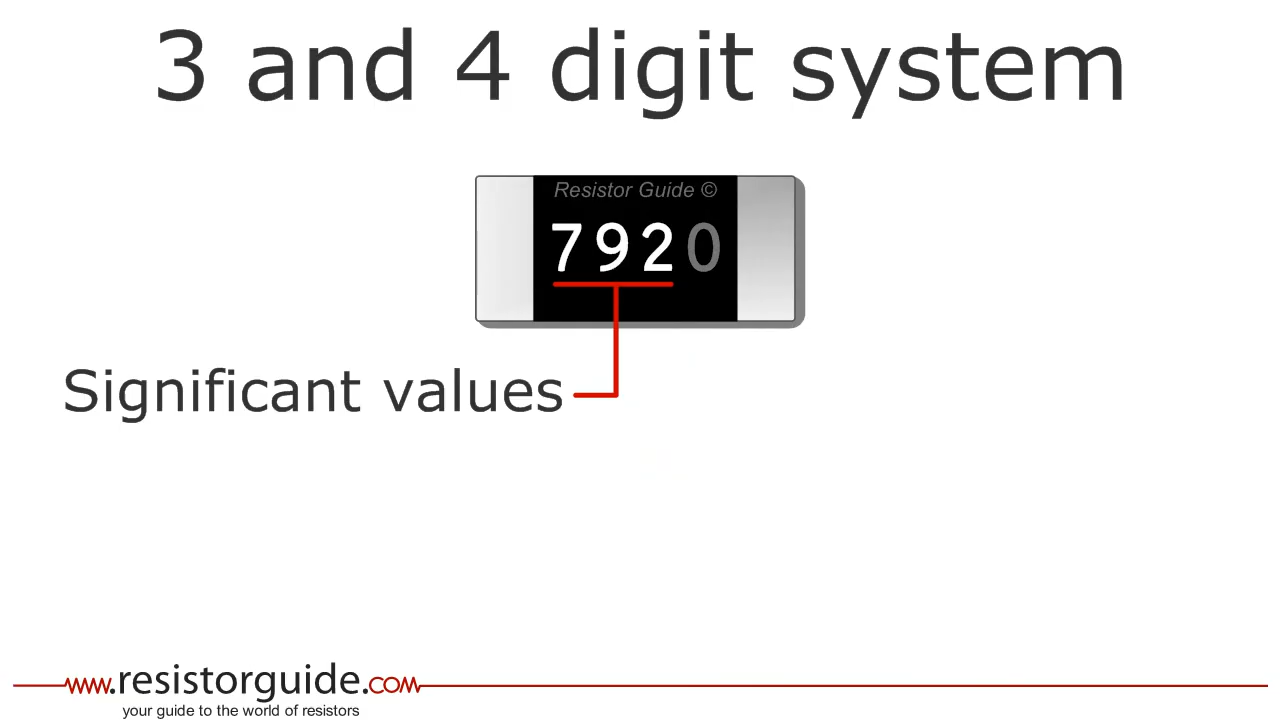 3 and 4 digit system
Resistor Guide ©
7920
Significant values
www.resistorguide.com
your guide to the world of resistors